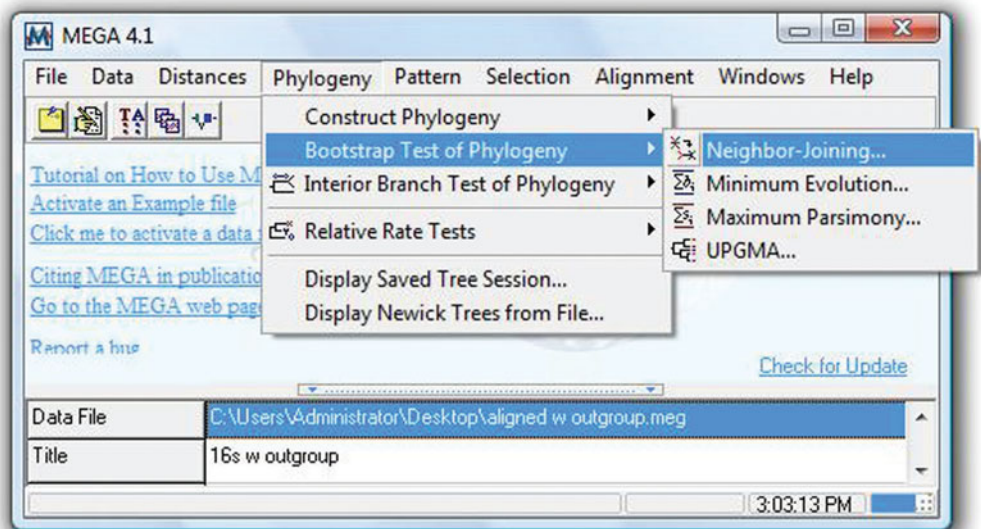 MEGA 4.1
File Data Distances Phylogeny Pattern Selection Alignment Windows Help
Construct Phylogeny
Bootstrap Test of Phylogeny
Interior Branch Test of Phylogeny
Relative Rate Tests
Display Saved Tree Session...
Display Newick Trees from File...
Neighbor-Joining...
Minimum Evolution...
Maximum Parsimony...
UPGMA...
Tutorial on How to Use M
Activate an Example file
Click me to activate a data
Citing MEGA in publicatio
Go to the MEGA web page
Report a bug
Check for Update
Data File C:\Users\Administrator\Desktop\aligned w outgroup.meg
Title 16s w outgroup
3:03:13 PM